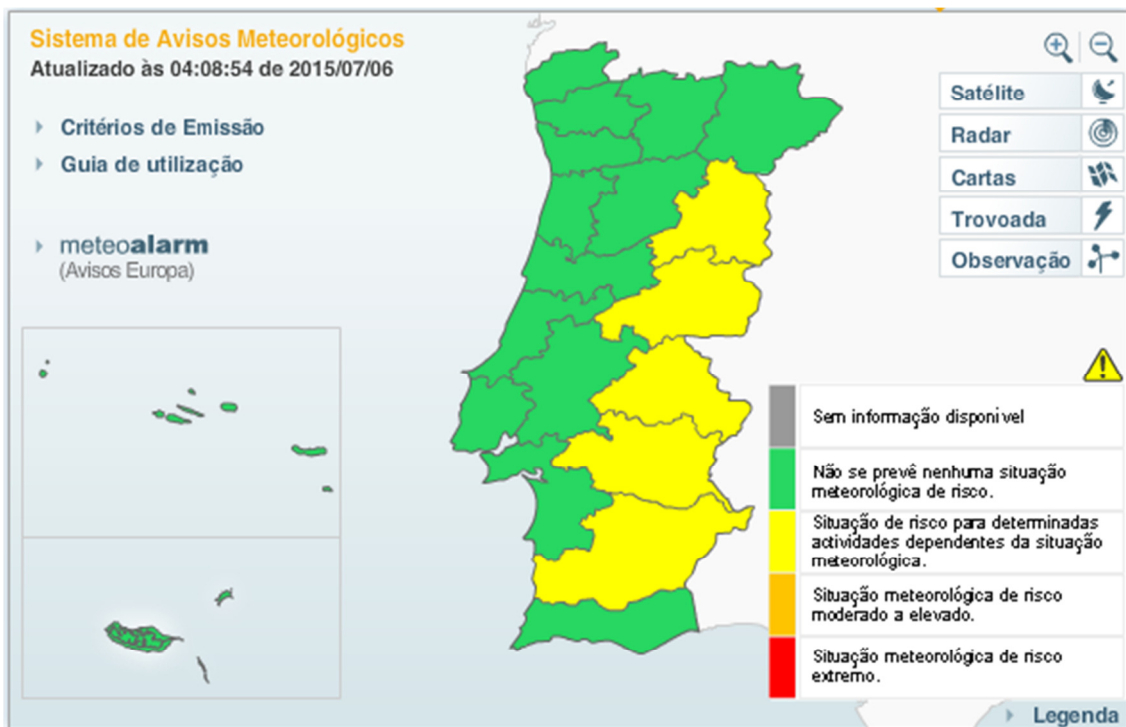 Sistema de Avisos Meteorológicos
Atualizado às 04:08:54 de 2015/07/06
Critérios de Emissão
Guia de utilização
meteoalarm
(Avisos Europa)
Satélite
Radar
Cartas
Trovoada
Observação
Sem informação disponivel
Não se prevê nenhuma situação
meteorológica de risco.
Situação de risco para determinadas
actividades dependentes da situação
meteorológica.
Situação meteorológica de risco
moderado a elevado.
Situação meteorológica de risco
extremo.
Legenda